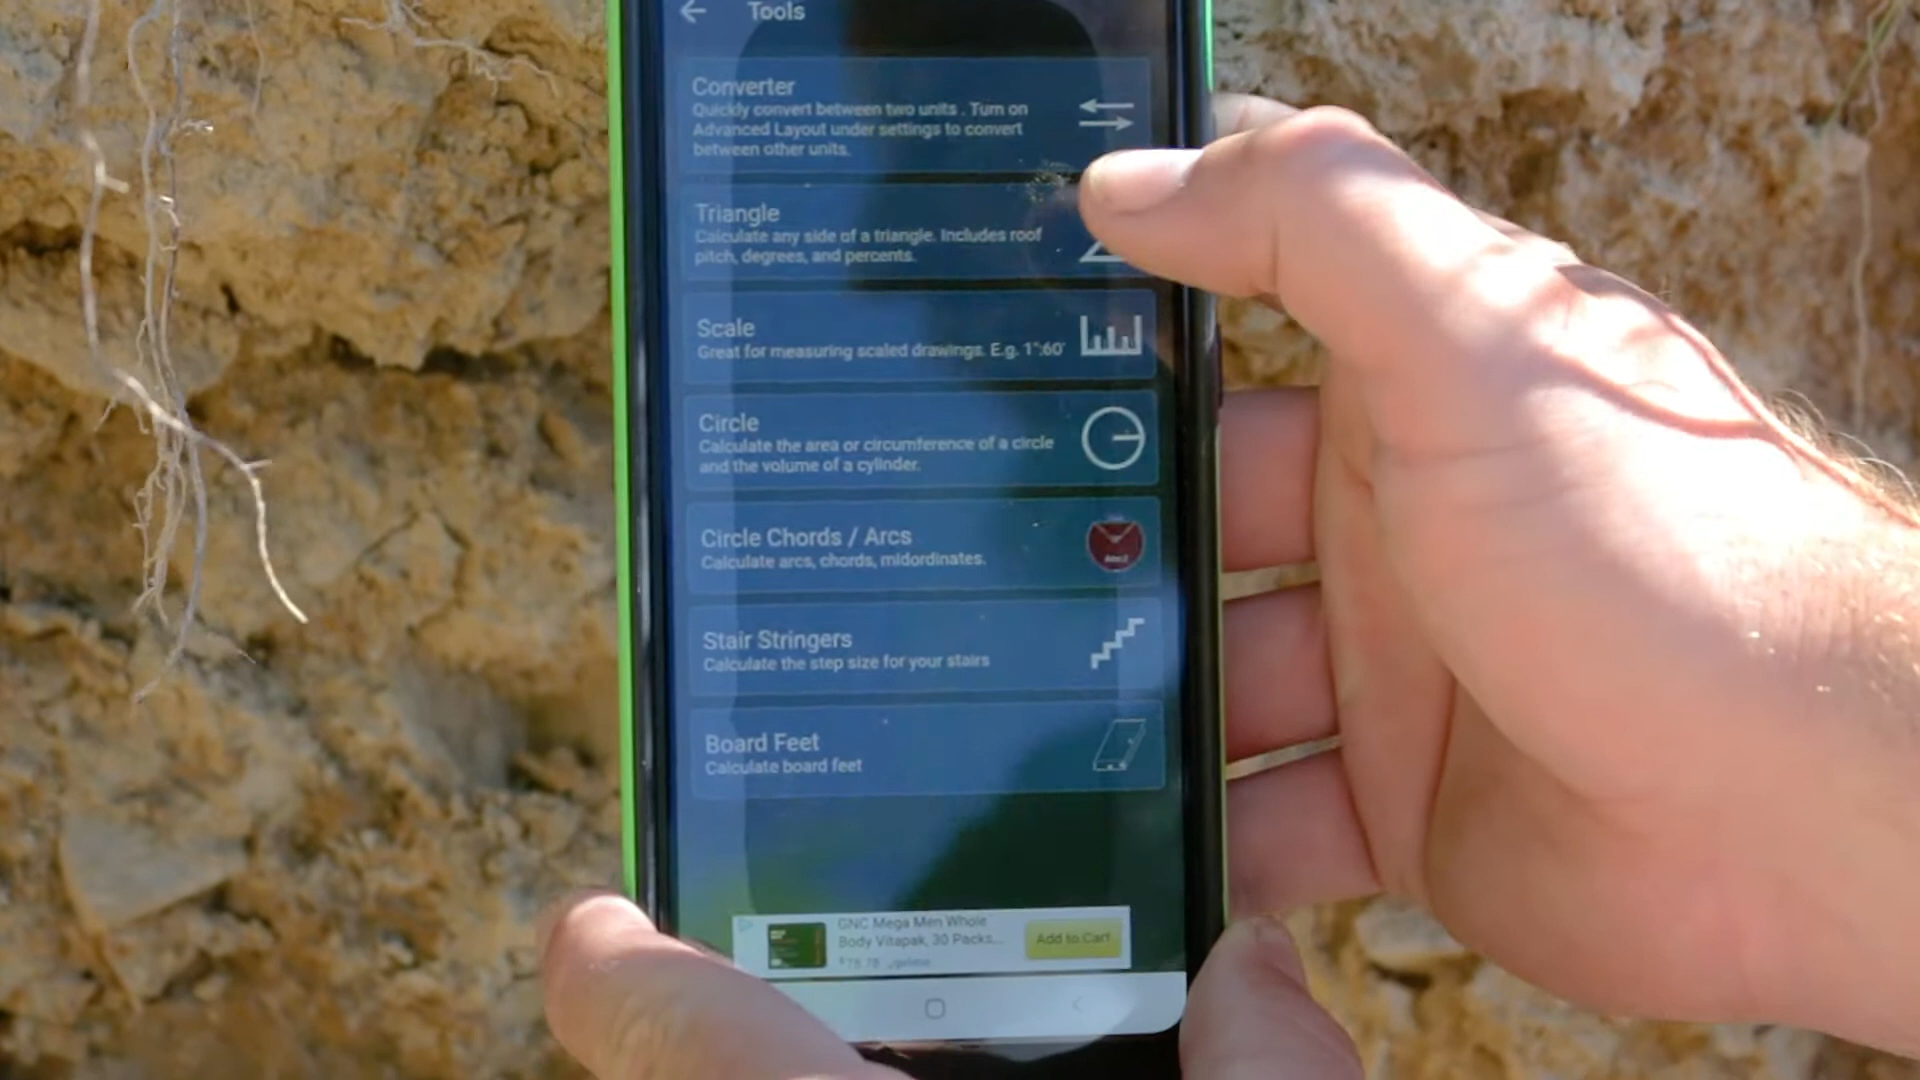 Tools
Converter
Quickly convert between two units . Turn on
Advanced Layout under settings to convert
between other units.
Triangle
Calculate any side of a triangle. Includes roof
pitch, degrees, and percents.
Scale
Great for measuring scaled drawings. E.g. 1":60'
Circle
Calculate the area or circumference of a circle
and the volume of a cylinder.
Circle Chords / Arcs
Calculate arcs, chords, midordinates.
Stair Stringers
Calculate the step size for your stairs
Board Feet
Calculate board feet
GNC Mega Men Whole
Body Vitapak, 30 Packs...
Add to Cart